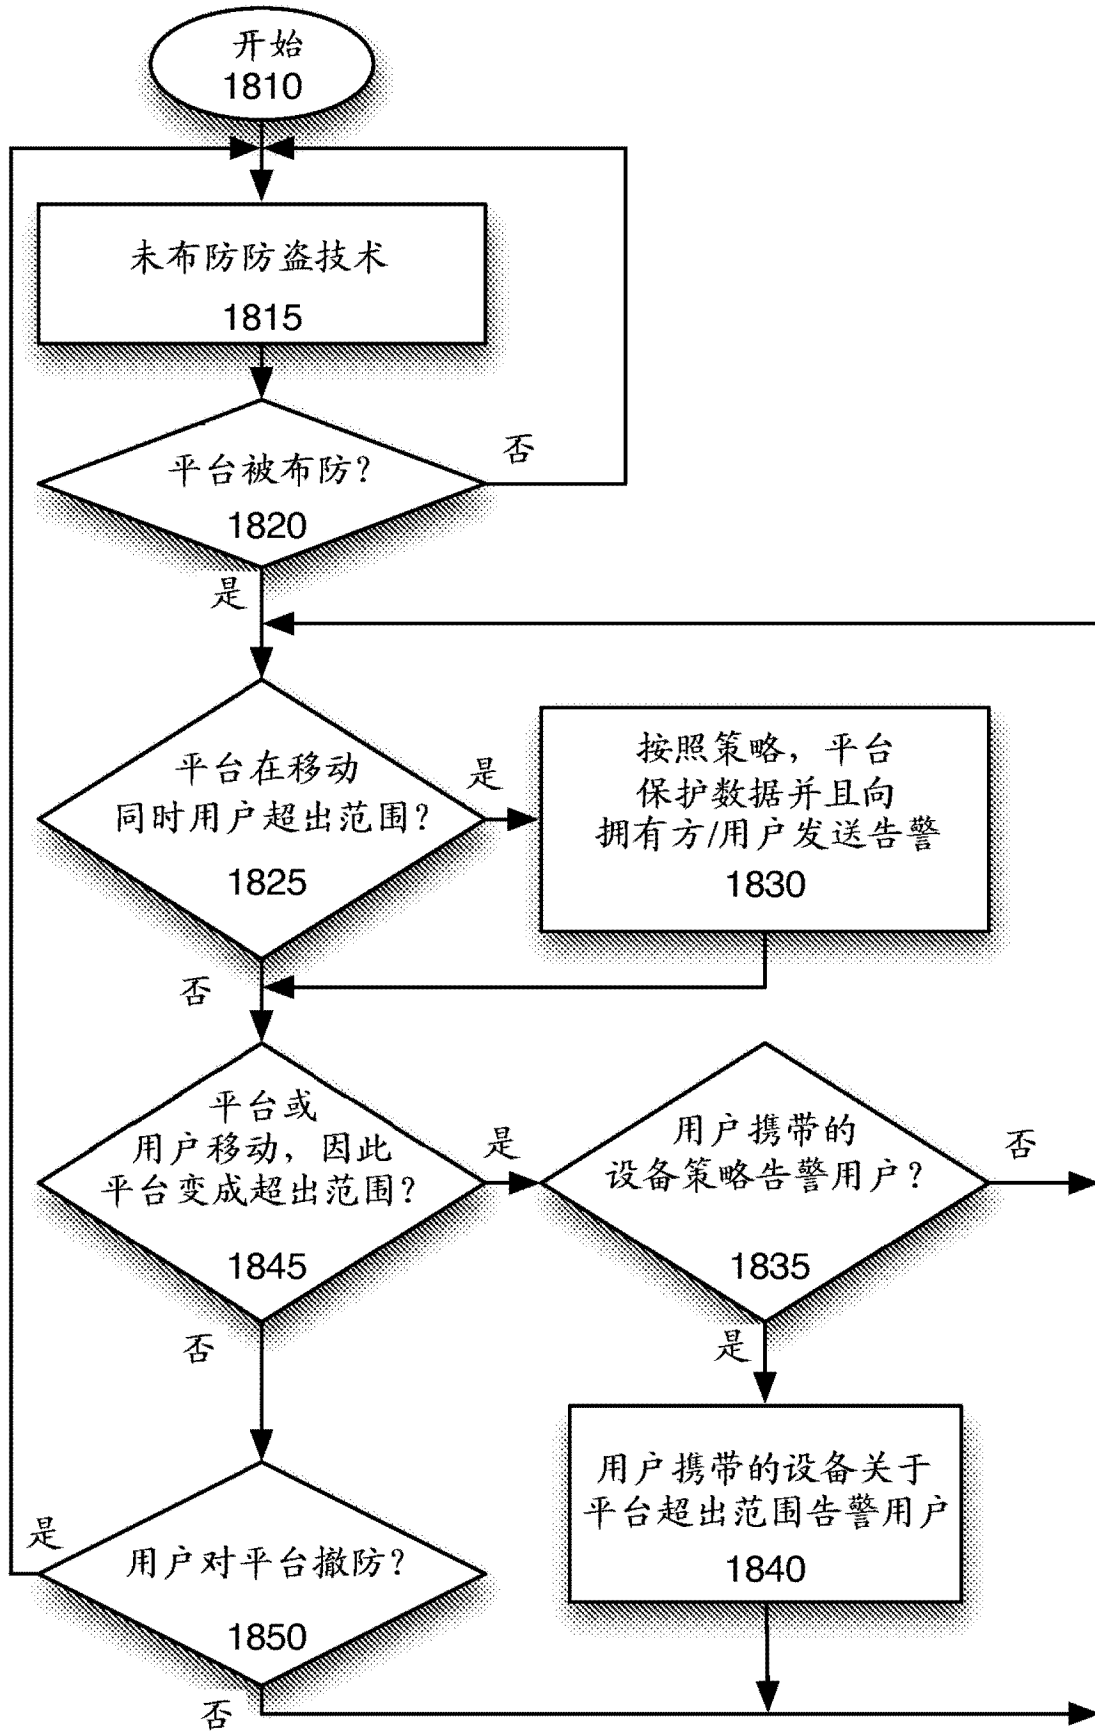 开始
1810
未布防防盗技术
1815
平台被布防？
否
1820
是
平台在移动
同时用户超出范围？
1825
是
按照策略，平台
保护数据并且向
拥有方/用户发送告警
1830
否
平台或
用户移动，因此
平台变成超出范围？
1845
是
用户携带的
设备策略告警用户？
1835
否
否
是
用户携带的设备关于
平台超出范围告警用户
1840
是
用户对平台撤防？
1850
否